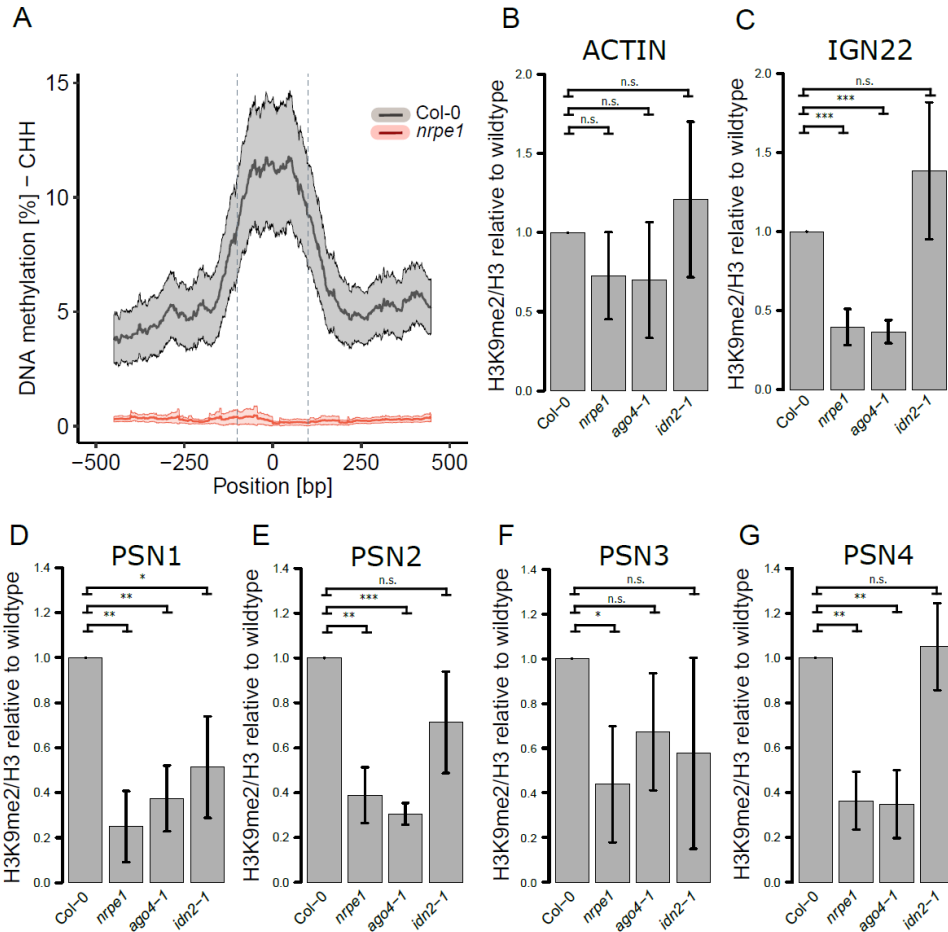 A
DNA methylation [%] − CHH
15
10
5
0
−500
−250
0
250
500
Position [bp]
Col-0
nrpe1
B
ACTIN
H3K9me2/H3 relative to wildtype
2.0
1.5
1.0
0.5
0.0
n.s.
n.s.
n.s.
Col−0
nrpe1
ago4−1
idn2−1
C
IGN22
H3K9me2/H3 relative to wildtype
2.0
1.5
1.0
0.5
0.0
n.s.
***
***
Col−0
nrpe1
ago4−1
idn2−1
D
PSN1
H3K9me2/H3 relative to wildtype
1.4
1.2
1.0
0.8
0.6
0.4
0.2
0.0
*
**
**
Col−0
nrpe1
ago4−1
idn2−1
E
PSN2
H3K9me2/H3 relative to wildtype
1.4
1.2
1.0
0.8
0.6
0.4
0.2
0.0
n.s.
***
**
Col−0
nrpe1
ago4−1
idn2−1
F
PSN3
H3K9me2/H3 relative to wildtype
1.4
1.2
1.0
0.8
0.6
0.4
0.2
0.0
n.s.
n.s.
*
Col−0
nrpe1
ago4−1
idn2−1
G
PSN4
H3K9me2/H3 relative to wildtype
1.4
1.2
1.0
0.8
0.6
0.4
0.2
0.0
n.s.
**
**
Col−0
nrpe1
ago4−1
idn2−1